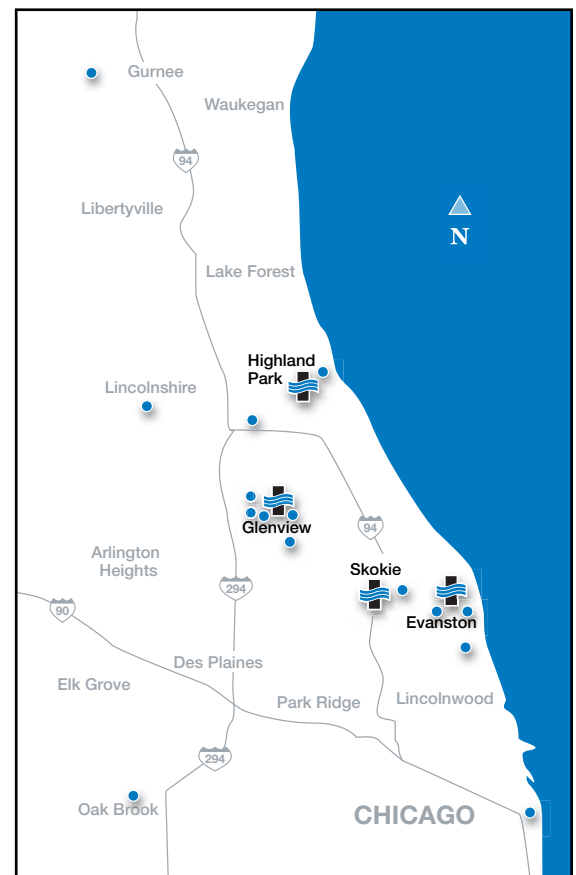 Gurnee
Waukegan
94
Libertyville
N
Lake Forest
Highland
Park
Lincolnshire
Glenview
94
Arlington
Heights
Skokie
294
90
Evanston
Des Plaines
Elk Grove
Park Ridge
Lincolnwood
294
Oak Brook
CHICAGO